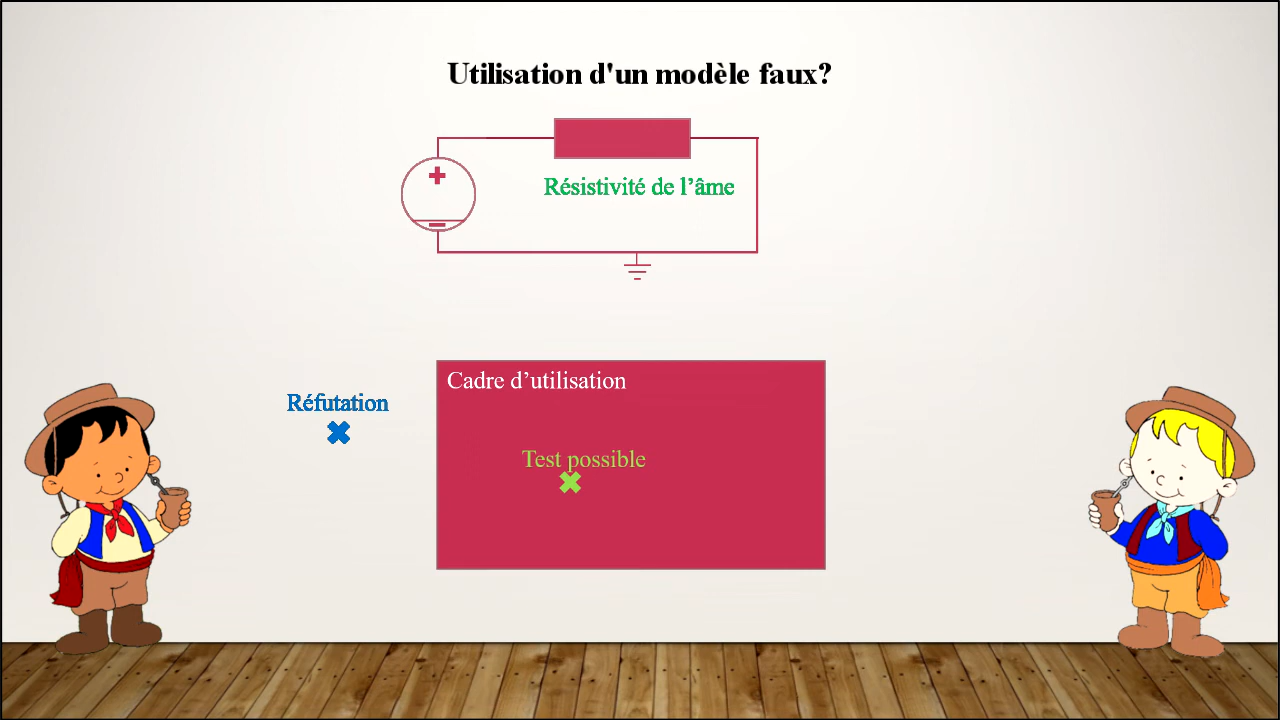 Utilisation d'un modèle faux?
Résistivité de l’âme
Cadre d’utilisation
Réfutation
Test possible